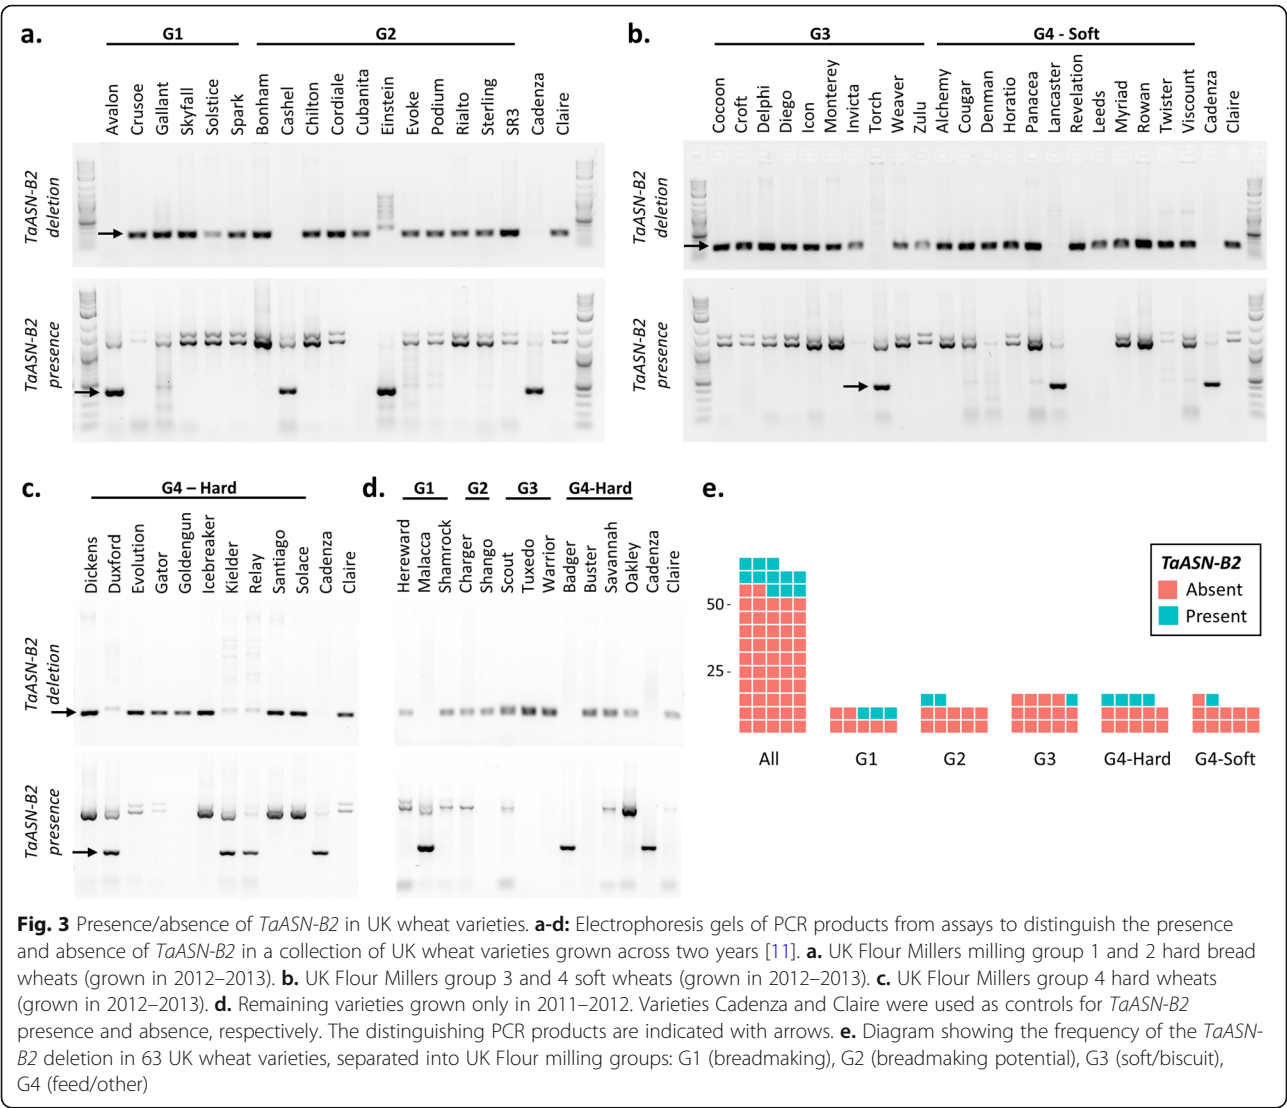 a.
G1
G2
Avalon
Crusoe
Gallant
Skyfall
Solstice
Spark
Bonham
Cashel
Chilton
Cordiale
Cubanita
Einstein
Evoke
Podium
Rialto
Sterling
SR3
Cadenza
Claire
TaASN-B2
deletion
TaASN-B2
presence
b.
G3
G4 - Soft
Cocoon
Croft
Delphi
Diego
Icon
Monterey
Invicta
Torch
Weaver
Zulu
Alchemy
Cougar
Denman
Horatio
Panacea
Lancaster
Revelation
Leeds
Myriad
Rowan
Twister
Viscount
Cadenza
Claire
TaASN-B2
deletion
TaASN-B2
presence
c.
G4 – Hard
Dickens
Duxford
Evolution
Gator
Goldengun
Icebreaker
Kielder
Relay
Santiago
Solace
Cadenza
Claire
TaASN-B2
deletion
TaASN-B2
presence
d.
G1
G2
G3
G4-Hard
Hereward
Malacca
Shamrock
Charger
Shango
Scout
Tuxedo
Warrior
Badger
Buster
Savannah
Oakley
Cadenza
Claire
e.
TaASN-B2
Absent
Present
50 -
25 -
All
G1
G2
G3
G4-Hard
G4-Soft
Fig. 3 Presence/absence of TaASN-B2 in UK wheat varieties. a-d: Electrophoresis gels of PCR products from assays to distinguish the presence
and absence of TaASN-B2 in a collection of UK wheat varieties grown across two years [11]. a. UK Flour Millers milling group 1 and 2 hard bread
wheats (grown in 2012–2013). b. UK Flour Millers group 3 and 4 soft wheats (grown in 2012–2013). c. UK Flour Millers group 4 hard wheats
(grown in 2012–2013). d. Remaining varieties grown only in 2011–2012. Varieties Cadenza and Claire were used as controls for TaASN-B2
presence and absence, respectively. The distinguishing PCR products are indicated with arrows. e. Diagram showing the frequency of the TaASN-
B2 deletion in 63 UK wheat varieties, separated into UK Flour milling groups: G1 (breadmaking), G2 (breadmaking potential), G3 (soft/biscuit),
G4 (feed/other)